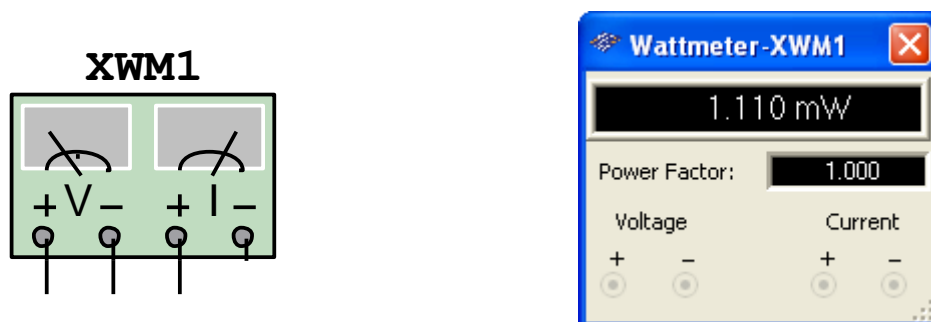 XWM1
+ V − + I −
Wattmeter-XWM1
1.110 mW
Power Factor: 1.000
Voltage Current
+ − + −